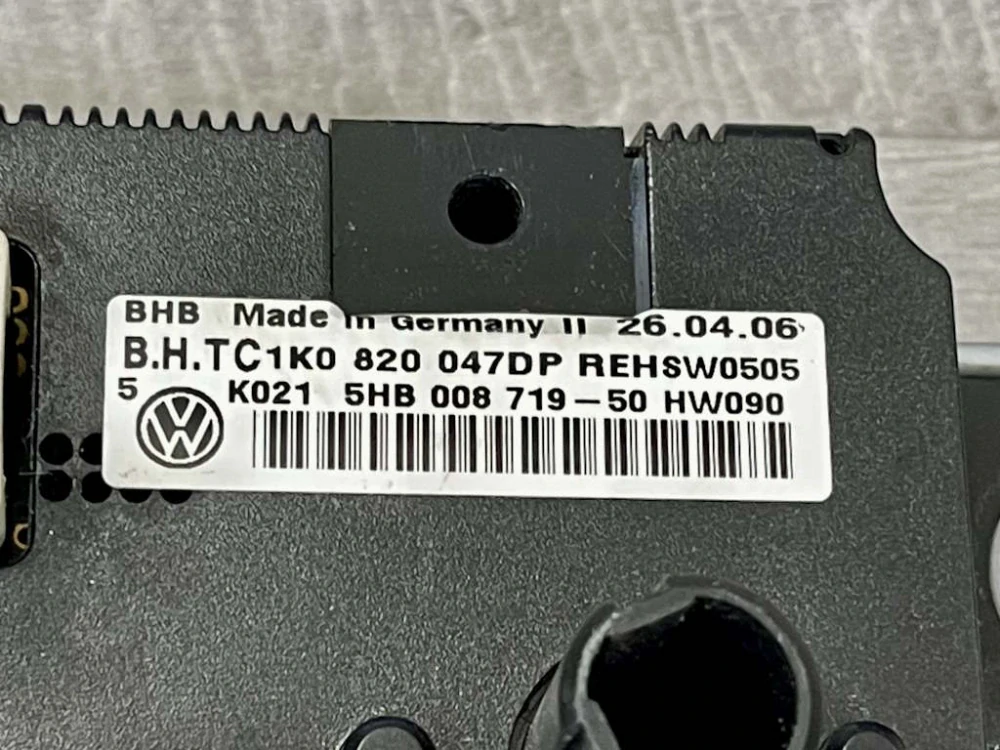 BHB Made in Germany II 26.04.06
B.H.TC1K0 820 047DP REHSW0505
5 K021 5HB 008 719-50 HW090